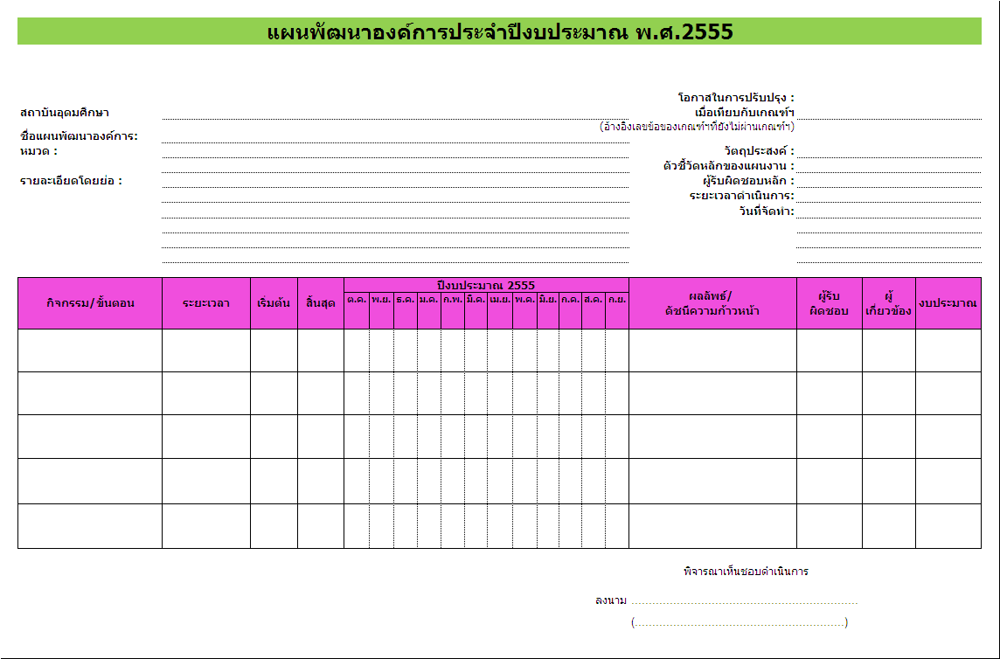 แผนพัฒนาองค์การประจำปีงบประมาณ พ.ศ.2555
สถาบันอุดมศึกษา
ชื่อแผนพัฒนาองค์การ:
หมวด :
รายละเอียดโดยย่อ :
โอกาสในการปรับปรุง :
เมื่อเทียบกับเกณฑ์ฯ
(อ้างอิงเลขข้อของเกณฑ์ฯที่ยังไม่ผ่านเกณฑ์ฯ)
วัตถุประสงค์ :
ตัวชี้วัดหลักของแผนงาน :
ผู้รับผิดชอบหลัก :
ระยะเวลาดำเนินการ:
วันที่จัดทำ:
กิจกรรม/ขั้นตอน ระยะเวลา เริ่มต้น สิ้นสุด ปีงบประมาณ 2555 ผลลัพธ์/ ผู้รับ ผู้ งบประมาณ
ต.ค. พ.ย. ธ.ค. ม.ค. ก.พ. มี.ค. เม.ย. พ.ค. มิ.ย. ก.ค. ส.ค. ก.ย. ดัชนีความก้าวหน้า ผิดชอบ เกี่ยวข้อง
พิจารณาเห็นชอบดำเนินการ
ลงนาม ................................................................
(............................................................)